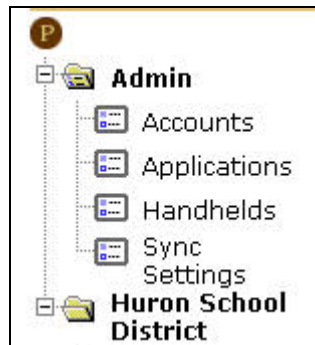 P
Admin
Accounts
Applications
Handhelds
Sync
Settings
Huron School
District